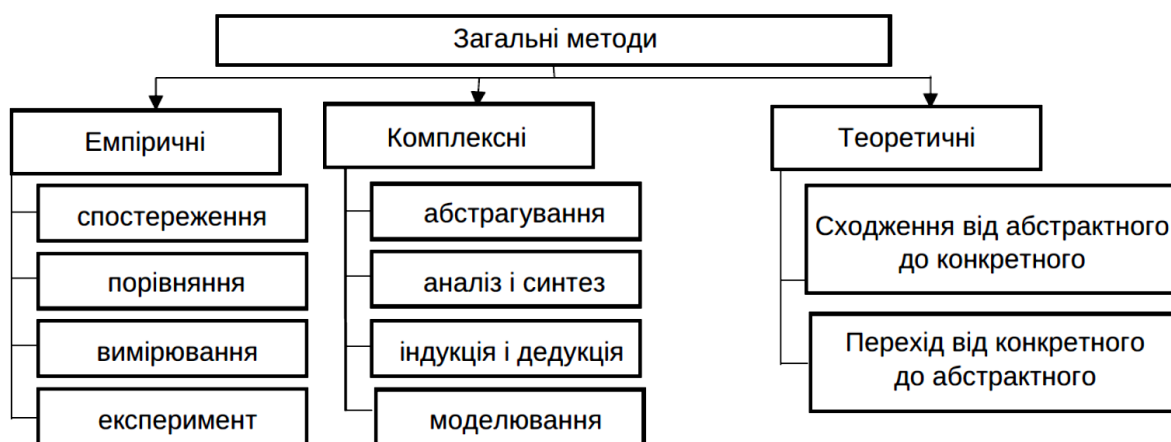 Загальні методи
Емпіричні
спостереження
порівняння
вимірювання
експеримент
Комплексні
абстрагування
аналіз і синтез
індукція і дедукція
моделювання
Теоретичні
Сходження від абстрактного
до конкретного
Перехід від конкретного
до абстрактного